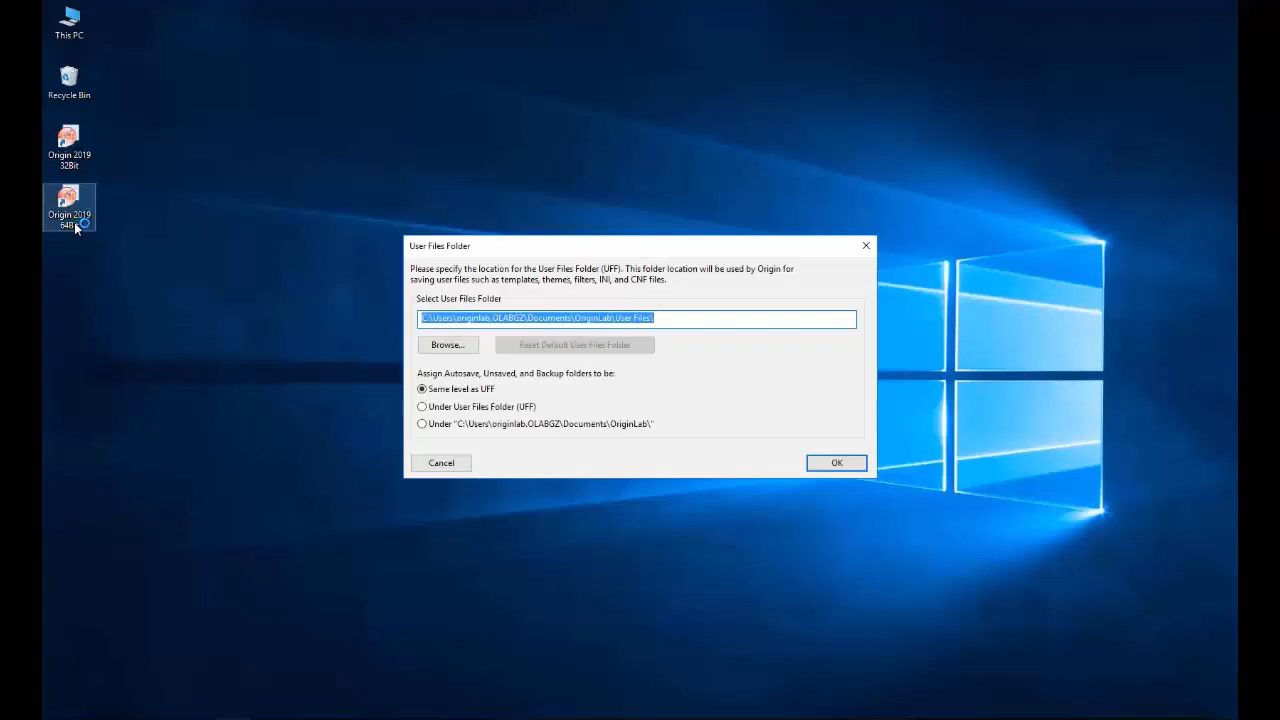 This PC
Recycle Bin
Origin 2019
32Bit
Origin 2019
User Files Folder
Please specify the location for the User Files Folder (UFF). This folder location will be used by Origin for
saving user files such as templates, themes, filters, INI, and CNF files.
Select User Files Folder
C:\Users\originlab.OLABGZ\Documents\OriginLab\User Files\
Browse...
Reset Default User Files Folder
Assign Autosave, Unsaved, and Backup folders to be:
Same level as UFF
Under User Files Folder (UFF)
Under "C:\Users\originlab.OLABGZ\Documents\OriginLab\"
Cancel
OK